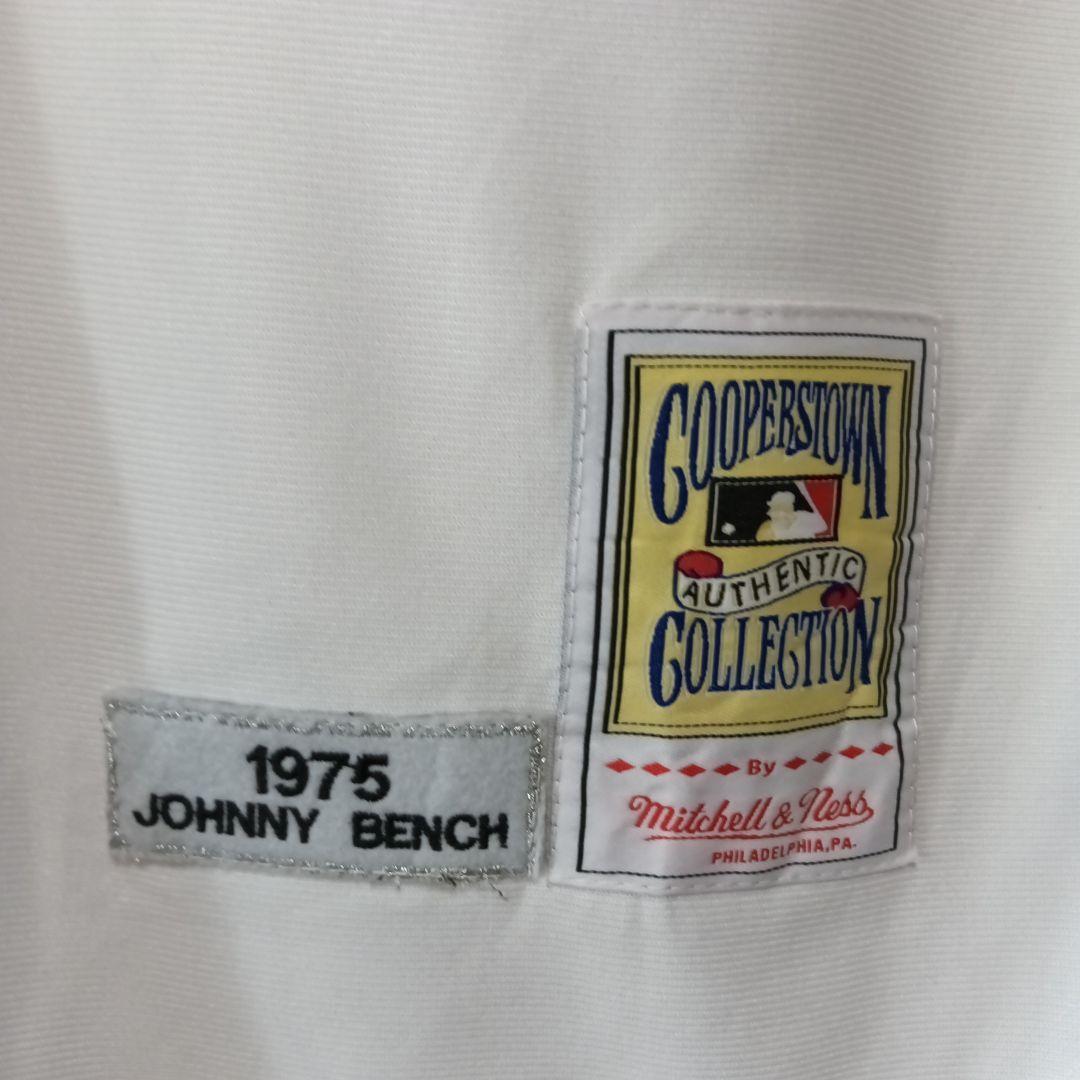 COOPERSTOWN
AUTHENTIC
COLLECTION
By
Mitchell & Ness
PHILADELPHIA, PA.
1975
JOHNNY BENCH